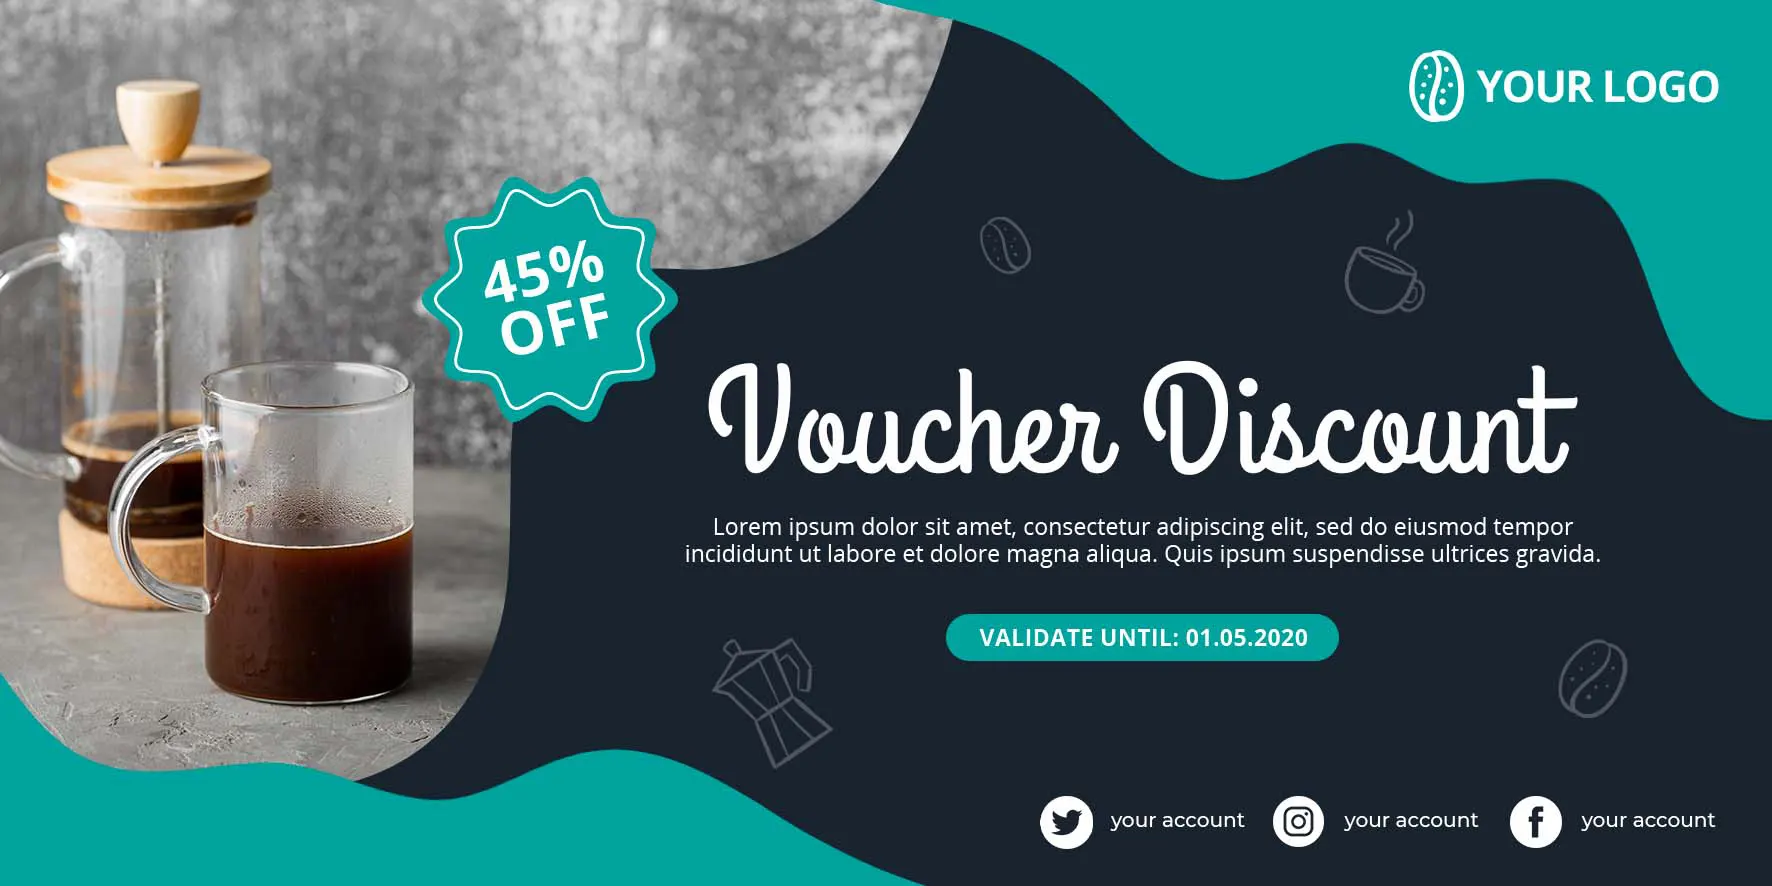 YOUR LOGO
45%
OFF
Voucher Discount
Lorem ipsum dolor sit amet, consectetur adipiscing elit, sed do eiusmod tempor
incididunt ut labore et dolore magna aliqua. Quis ipsum suspendisse ultrices gravida.
VALIDATE UNTIL: 01.05.2020
your account your account your account